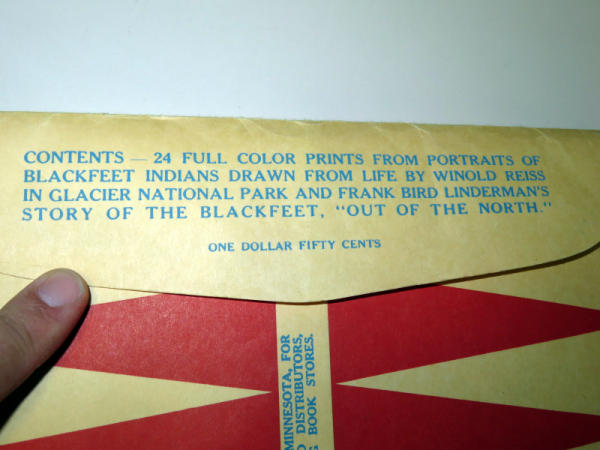 CONTENTS — 24 FULL COLOR PRINTS FROM PORTRAITS OF
BLACKFEET INDIANS DRAWN FROM LIFE BY WINOLD REISS
IN GLACIER NATIONAL PARK AND FRANK BIRD LINDERMAN'S
STORY OF THE BLACKFEET, "OUT OF THE NORTH."
ONE DOLLAR FIFTY CENTS
MINNESOTA, FOR
DISTRIBUTORS,
BOOK STORES.